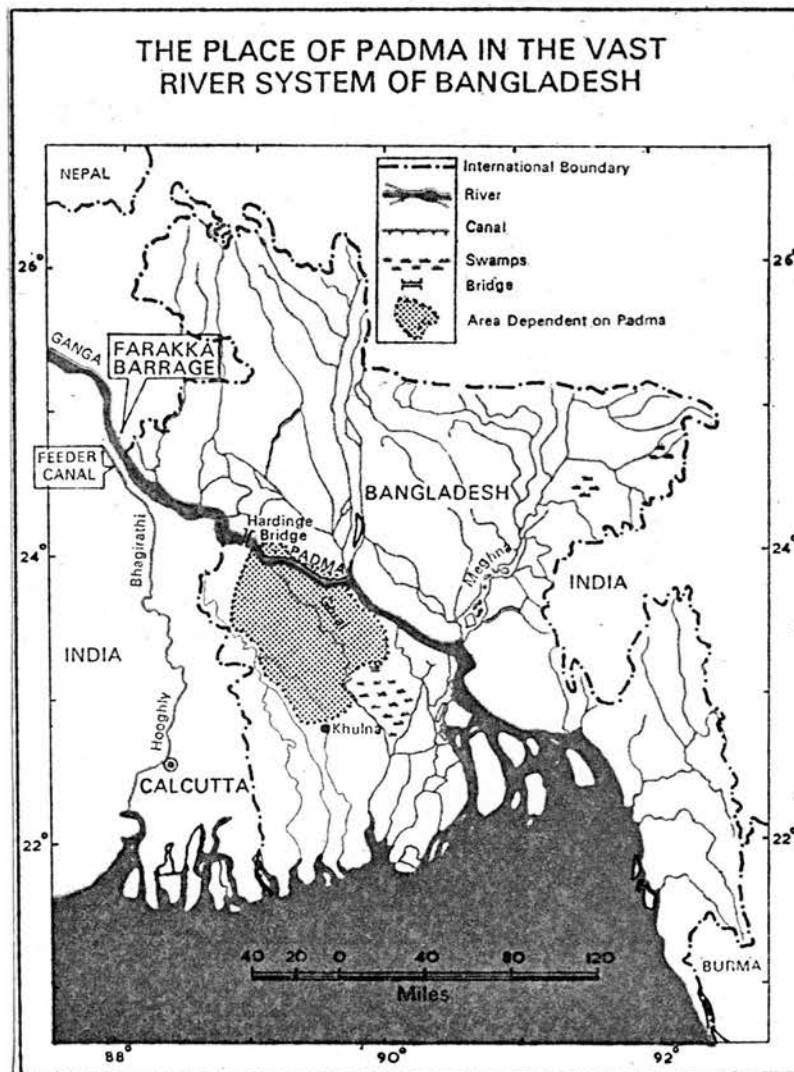 THE PLACE OF PADMA IN THE VAST
RIVER SYSTEM OF BANGLADESH
NEPAL
International Boundary
River
Canal
Swamps
Bridge
Area Dependent on Padma
26°
26°
GANGA
FARAKKA
BARRAGE
FEEDER
CANAL
BANGLADESH
Hardinge
Bridge
PADMA
24°
24°
Bhagirathi
Meghna
INDIA
Gorai
INDIA
Khulna
Hooghly
CALCUTTA
22°
22°
40 20 0 40 80 120
Miles
BURMA
88°
90°
92°